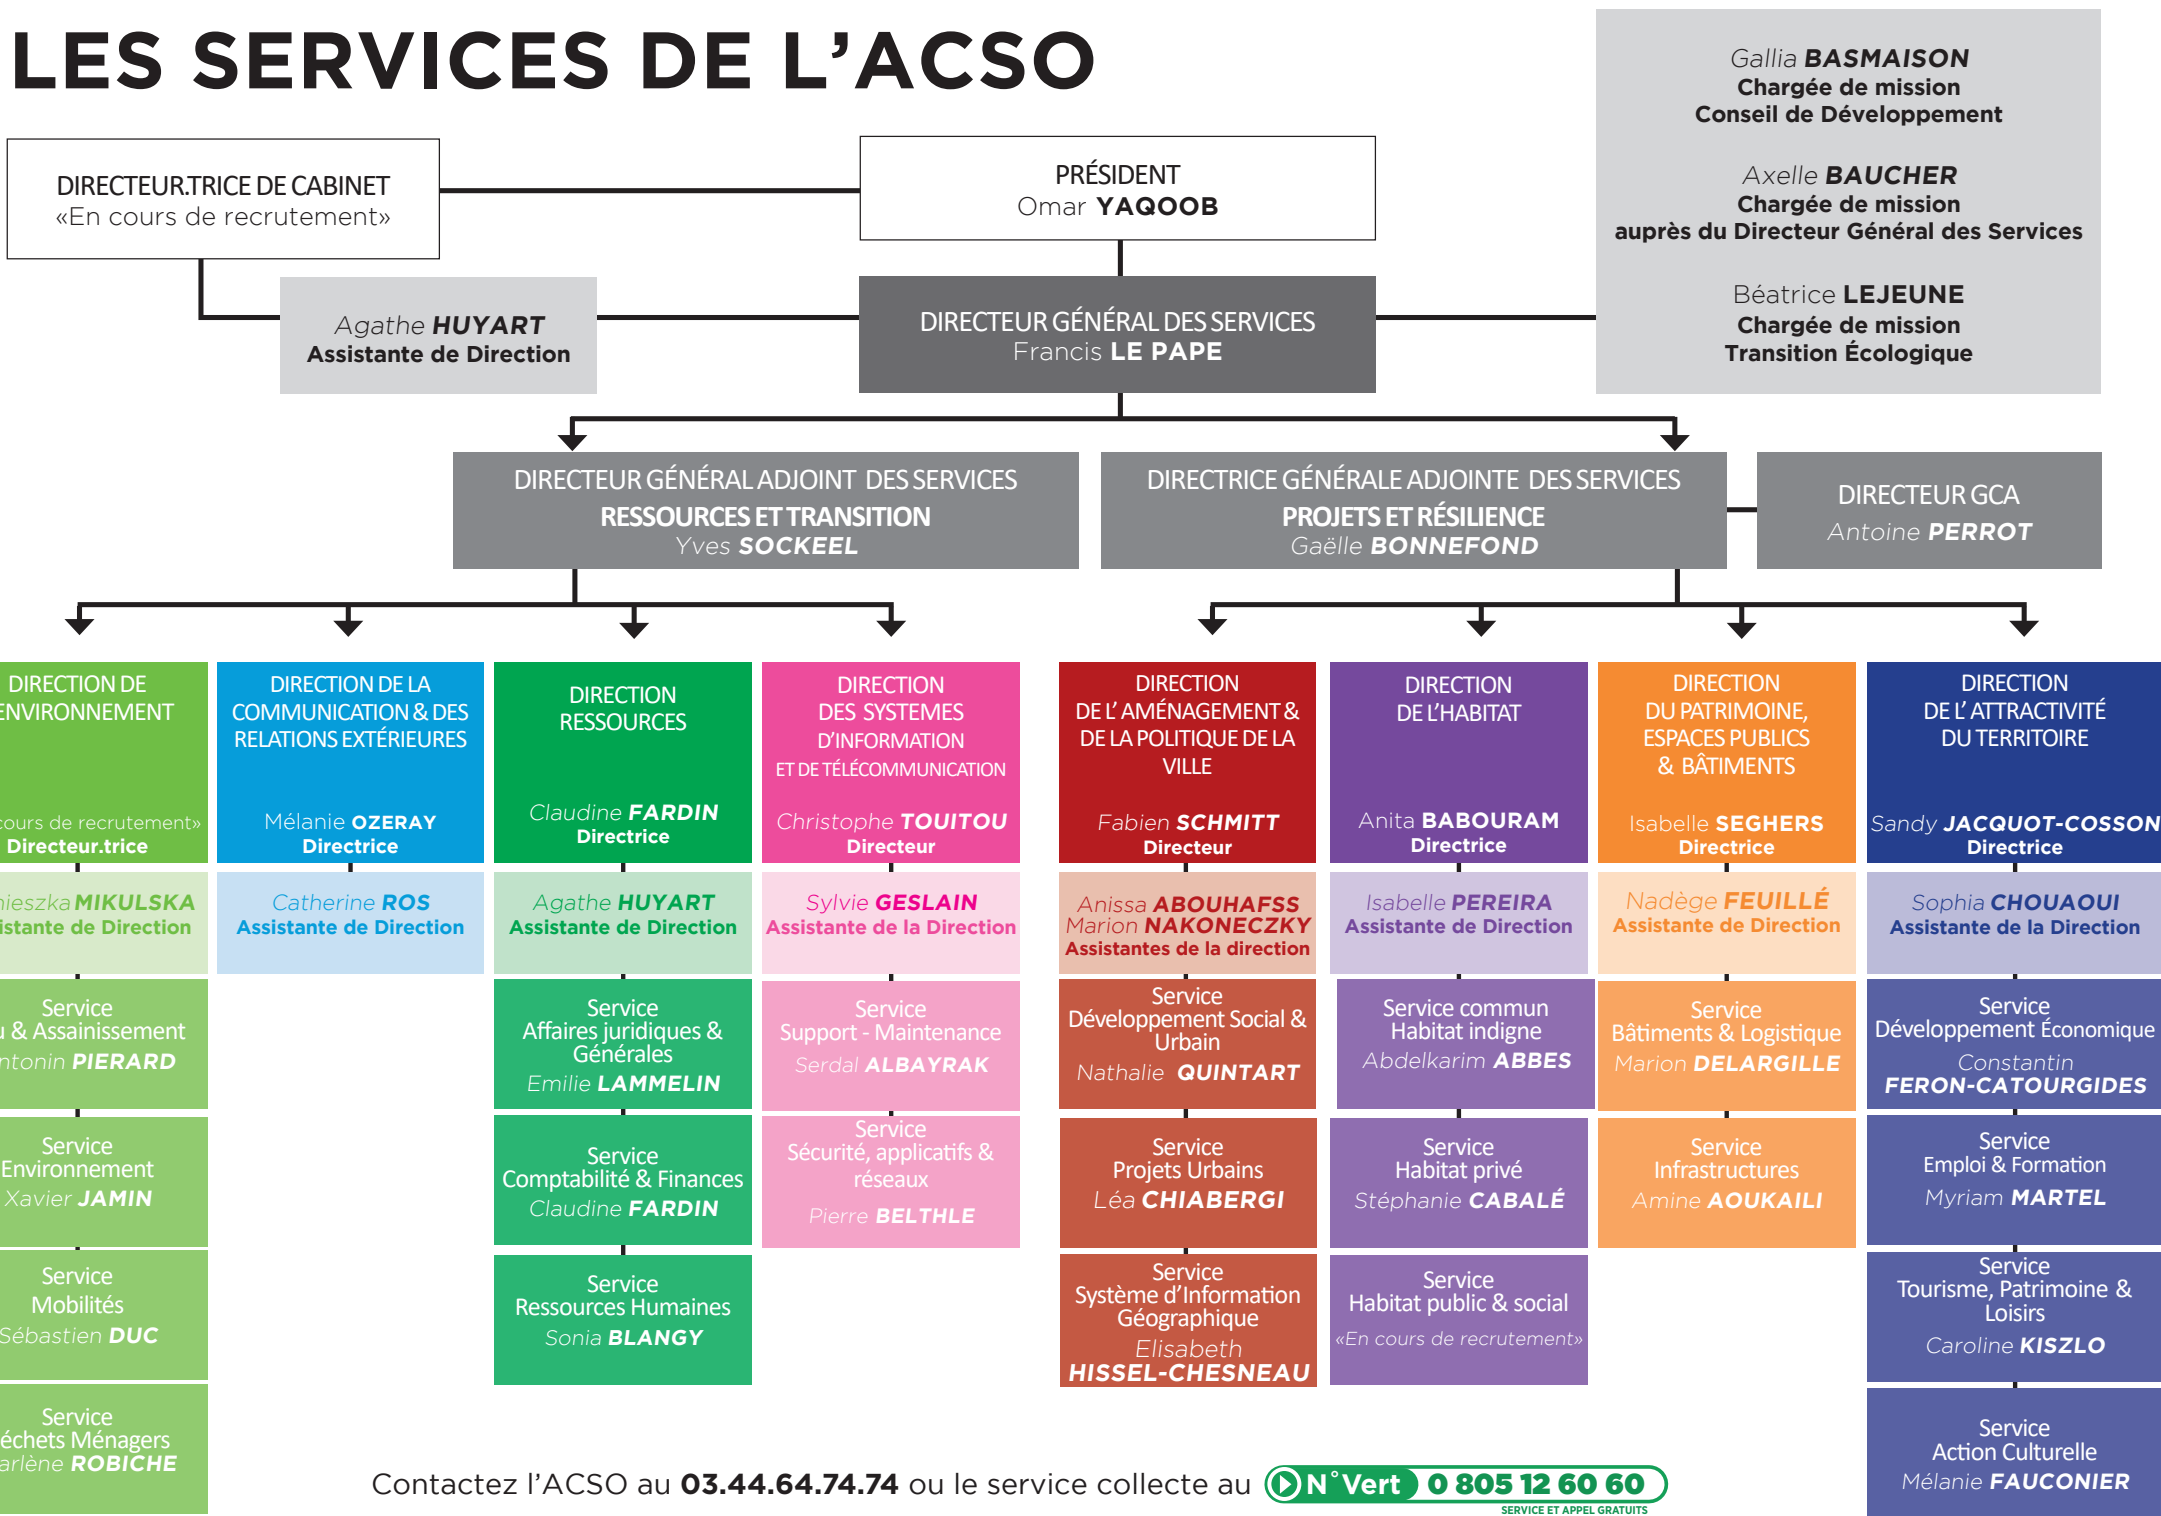 LES SERVICES DE L'ACSO
Gallia BASMAISON
Chargée de mission
Conseil de Développement
Axelle BAUCHER
Chargée de mission
auprès du Directeur Général des Services
Béatrice LEJEUNE
Chargée de mission
Transition Écologique
DIRECTEUR.TRICE DE CABINET
«En cours de recrutement»
PRÉSIDENT
Omar YAQOOB
Agathe HUYART
Assistante de Direction
DIRECTEUR GÉNÉRAL DES SERVICES
Francis LE PAPE
DIRECTEUR GÉNÉRAL ADJOINT DES SERVICES
RESSOURCES ET TRANSITION
Yves SOCKEEL
DIRECTRICE GÉNÉRALE ADJOINTE DES SERVICES
PROJETS ET RÉSILIENCE
Gaëlle BONNEFOND
DIRECTEUR GCA
Antoine PERROT
DIRECTION DE
ENVIRONNEMENT
cours de recrutement»
Directeur.trice
MIKULSKA
de Direction
Service
& Assainissement
PIERARD
Service
Environnement
Xavier JAMIN
Service
Mobilités
Sébastien DUC
Service
Ménagers
ROBICHE
DIRECTION DE LA
COMMUNICATION & DES
RELATIONS EXTÉRIEURES
Mélanie OZERAY
Directrice
Catherine ROS
Assistante de Direction
DIRECTION
RESSOURCES
Claudine FARDIN
Directrice
Agathe HUYART
Assistante de Direction
Service
Affaires juridiques &
Générales
Emilie LAMMELIN
Service
Comptabilité & Finances
Claudine FARDIN
Service
Ressources Humaines
Sonia BLANGY
DIRECTION
DES SYSTEMES
D'INFORMATION
ET DE TÉLÉCOMMUNICATION
Christophe TOUITOU
Directeur
Sylvie GESLAIN
Assistante de la Direction
Service
Support - Maintenance
Serdal ALBAYRAK
Service
Sécurité, applicatifs &
réseaux
Pierre BELTHLE
DIRECTION
DE L' AMÉNAGEMENT &
DE LA POLITIQUE DE LA
VILLE
Fabien SCHMITT
Directeur
Anissa ABOUHAFSS
Marion NAKONECZKY
Assistantes de la direction
Service
Développement Social &
Urbain
Nathalie QUINTART
Service
Projets Urbains
Léa CHIABERGI
Service
Système d'Information
Géographique
Elisabeth
HISSEL-CHESNEAU
DIRECTION
DE L'HABITAT
Anita BABOURAM
Directrice
Isabelle PEREIRA
Assistante de Direction
Service commun
Habitat indigne
Abdelkarim ABBES
Service
Habitat privé
Stéphanie CABALÉ
Service
Habitat public & social
«En cours de recrutement»
DIRECTION
DU PATRIMOINE,
ESPACES PUBLICS
& BÂTIMENTS
Isabelle SEGHERS
Directrice
Nadège FEUILLÉ
Assistante de Direction
Service
Bâtiments & Logistique
Marion DELARGILLE
Service
Infrastructures
Amine AOUKAILI
DIRECTION
DE L' ATTRACTIVITÉ
DU TERRITOIRE
Sandy JACQUOT-COSSON
Directrice
Sophia CHOUAOUI
Assistante de la Direction
Service
Développement Économique
Constantin
FERON-CATOURGIDES
Service
Emploi & Formation
Myriam MARTEL
Service
Tourisme, Patrimoine &
Loisirs
Caroline KISZLO
Service
Action Culturelle
Mélanie FAUCONIER
Contactez l'ACSO au 03.44.64.74.74 ou le service collecte au N°Vert 0 805 12 60 60
SERVICE ET APPEL GRATUITS